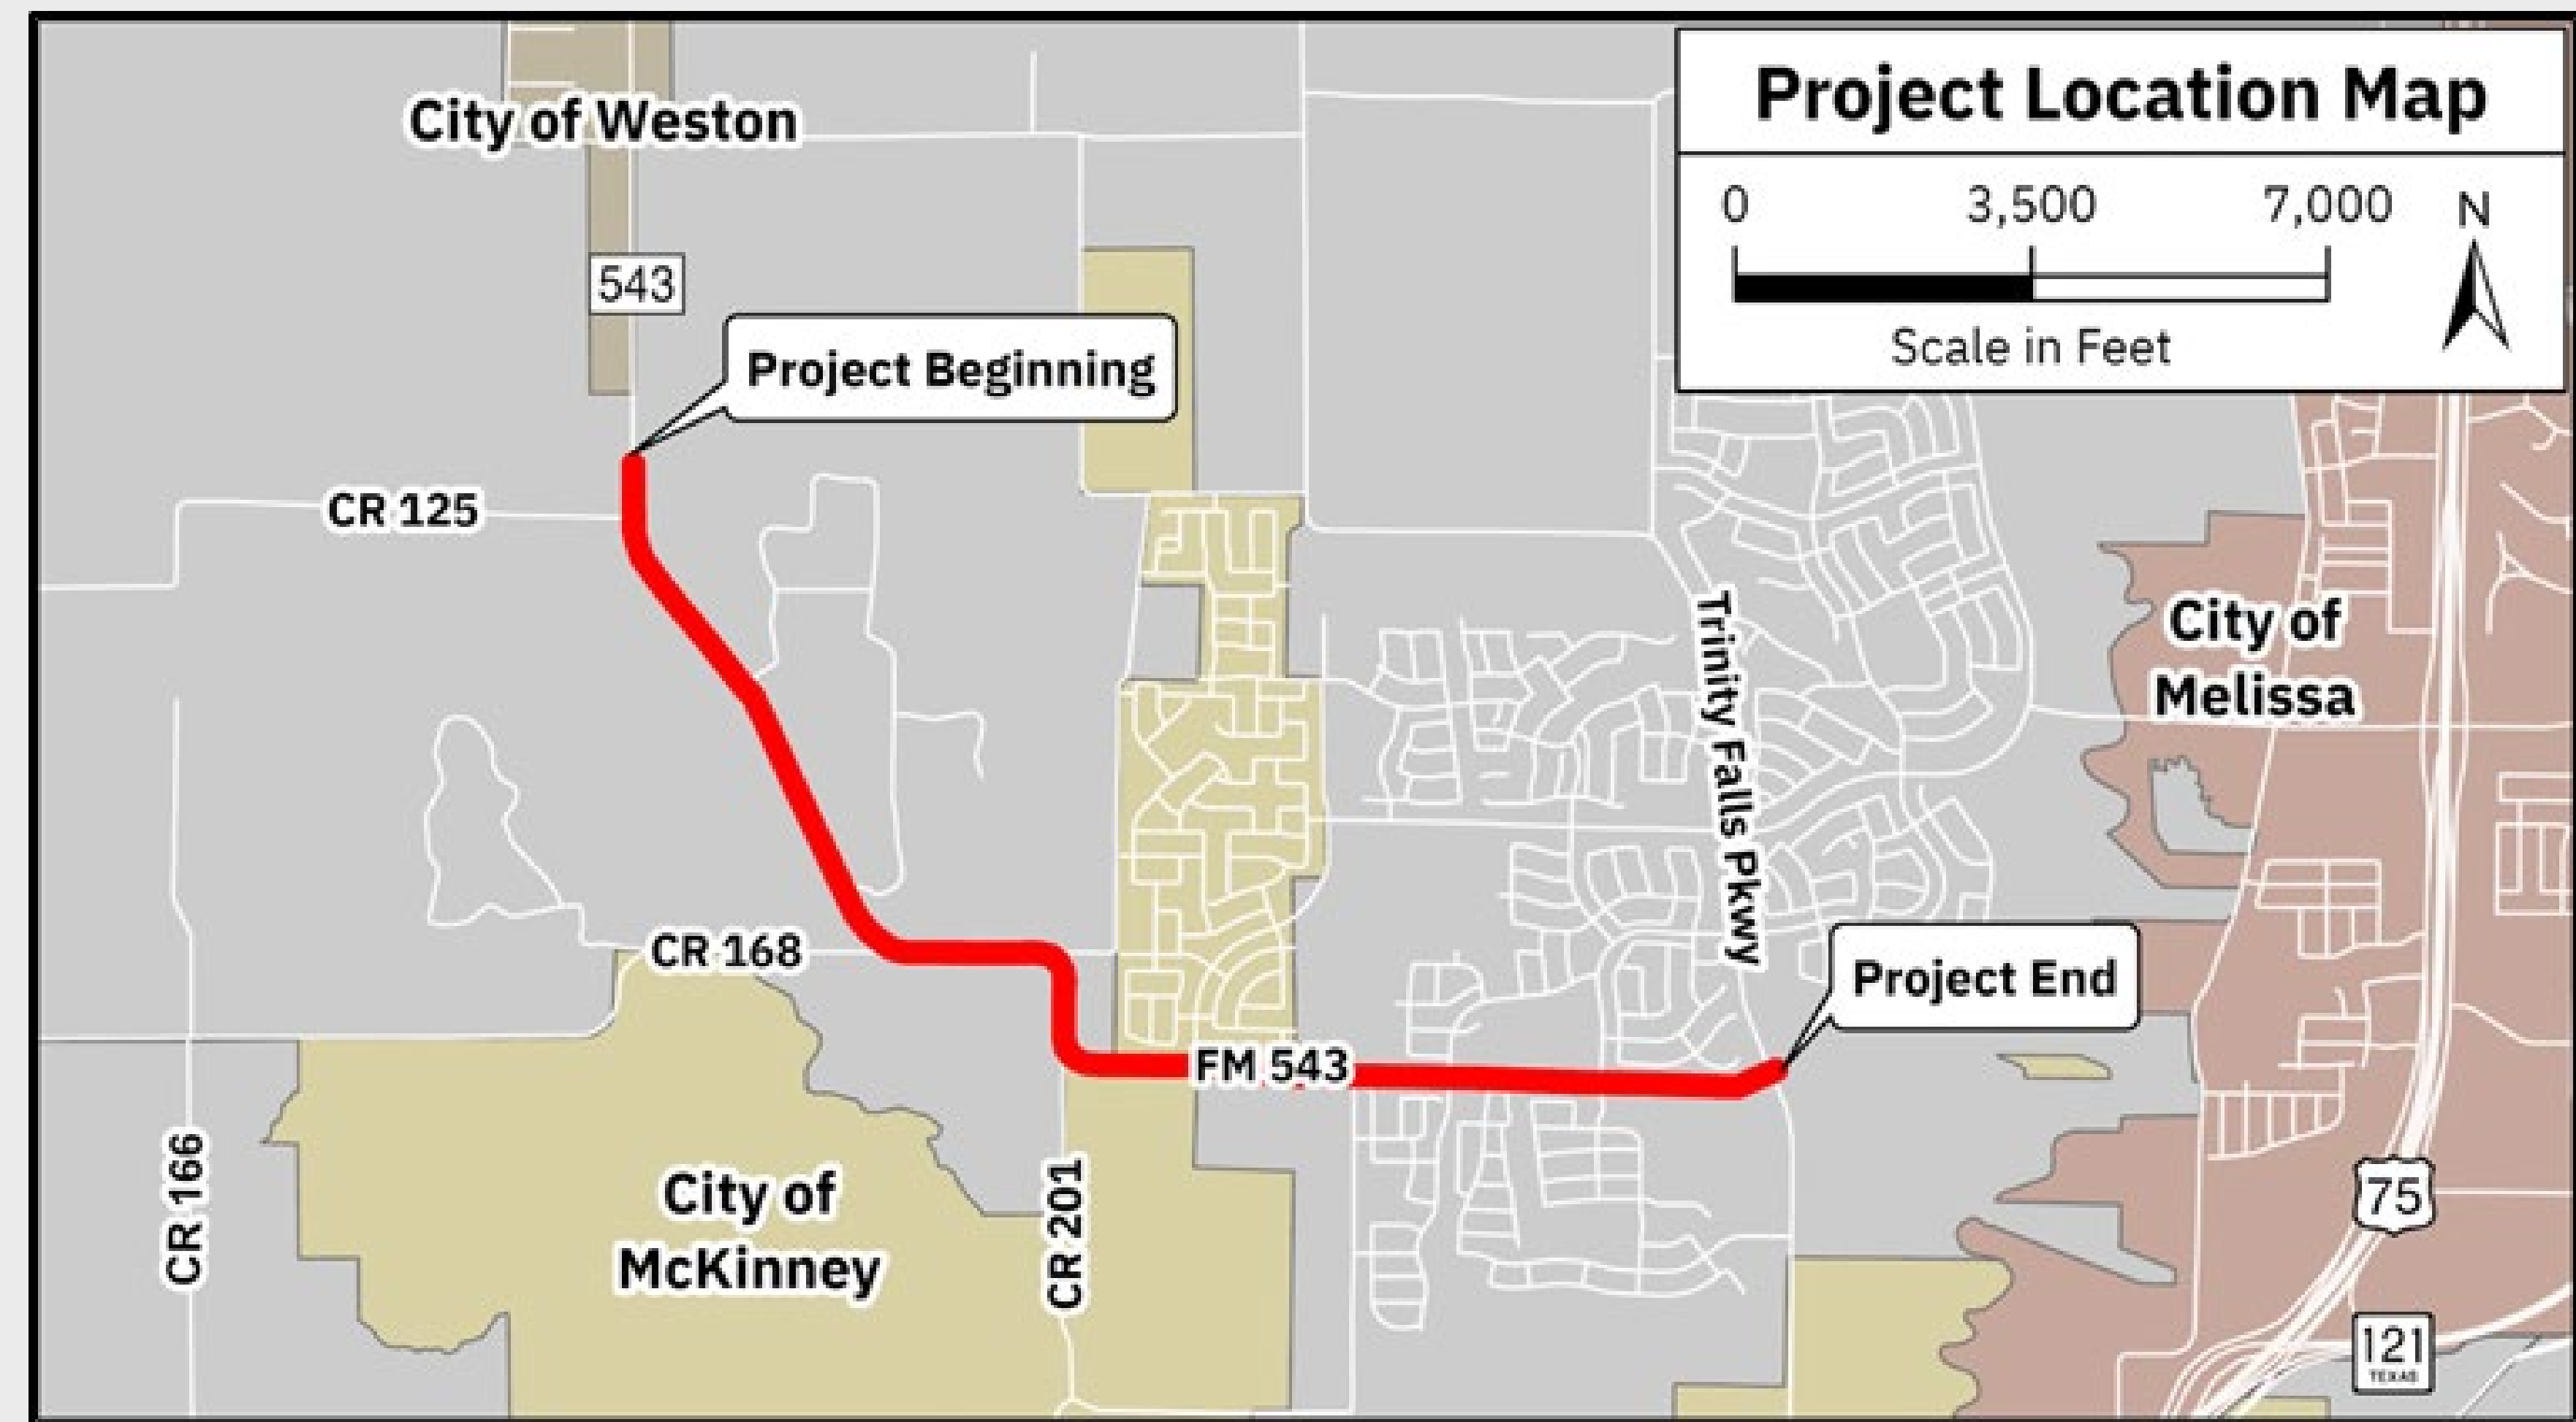 Project Location Map
0 3,500 7,000 N
Scale in Feet
City of Weston
543
Project Beginning
CR 125
City of
Melissa
Trinity Falls Pkwy
CR 168
Project End
FM 543
CR 166
City of
McKinney
CR 201
75
121
TEXAS